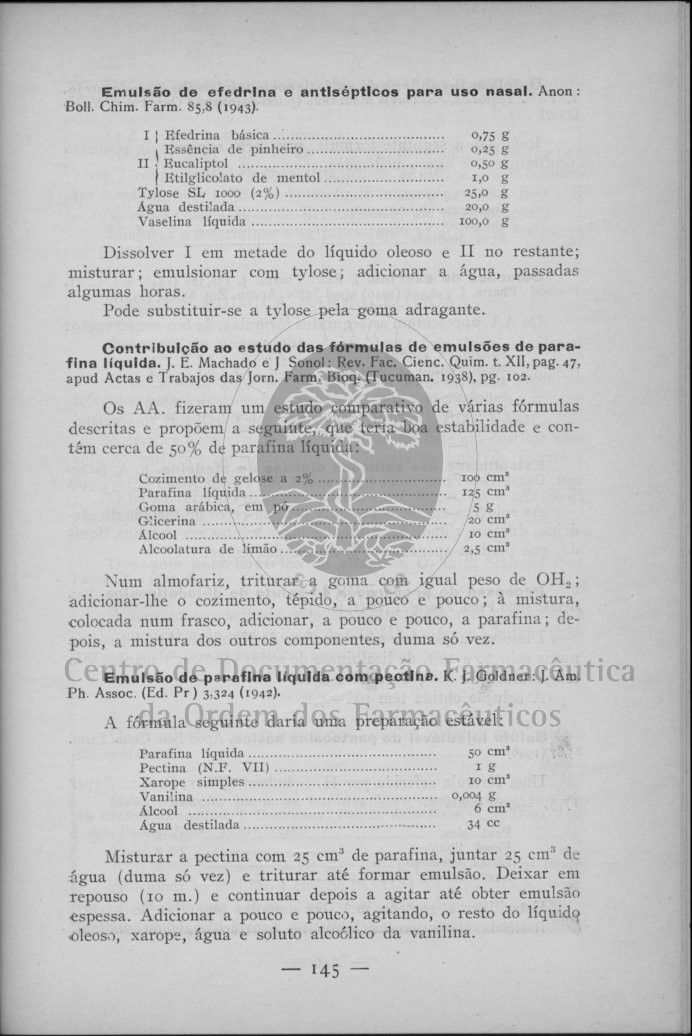 Emulsão de efedrina e antisépticos para uso nasal. Anon:
Boll. Chim. Farm. 85,8 (1943).
I } Efedrina básica ........ 0,75 g
{ Essência de pinheiro ........ 0,25 g
II { Eucaliptol ........ 0,50 g
{ Etilglicolato de mentol ........ 1,0 g
Tylose SL 1000 (2%) ........ 25,0 g
Água destilada ........ 20,0 g
Vaselina líquida ........ 100,0 g
Dissolver I em metade do líquido oleoso e II no restante;
misturar; emulsionar com tylose; adicionar a água, passadas
algumas horas.
Pode substituir-se a tylose pela goma adragante.
Contribuição ao estudo das fórmulas de emulsões de para-
fina líquida. J. E. Machado e J Sonol: Rev. Fac. Cienc. Quim. t. XII, pag. 47,
apud Actas e Trabajos das Jorn. Farm. Bioq. (Tucuman. 1938), pg. 102.
Os AA. fizeram um estudo comparativo de várias fórmulas
descritas e propõem a seguinte, que teria boa estabilidade e con-
têm cerca de 50% de parafina líquida:
Cozimento de gelose a 2% ........ 100 cm³
Parafina líquida ........ 125 cm³
Goma arábica, em pó ........ 5 g
Glicerina ........ 20 cm³
Álcool ........ 10 cm³
Alcoolatura de limão ........ 2,5 cm³
Num almofariz, triturar a goma com igual peso de OH₂;
adicionar-lhe o cozimento, tépido, a pouco e pouco; à mistura,
colocada num frasco, adicionar, a pouco e pouco, a parafina; de-
pois, a mistura dos outros componentes, duma só vez.
Centro de Documentação Farmacêutica
Emulsão de parafina líquida com pectina. K. J. Goldner: J. Am.
Ph. Assoc. (Ed. Pr) 3,324 (1942).
da Ordem dos Farmacêuticos
A fórmula seguinte daria uma preparação estável:
Parafina líquida ........ 50 cm³
Pectina (N.F. VII) ........ 1 g
Xarope simples ........ 10 cm³
Vanilina ........ 0,004 g
Álcool ........ 6 cm³
Água destilada ........ 34 cc
Misturar a pectina com 25 cm³ de parafina, juntar 25 cm³ de
água (duma só vez) e triturar até formar emulsão. Deixar em
repouso (10 m.) e continuar depois a agitar até obter emulsão
espessa. Adicionar a pouco e pouco, agitando, o resto do líquido
oleoso, xarope, água e soluto alcoólico da vanilina.
— 145 —